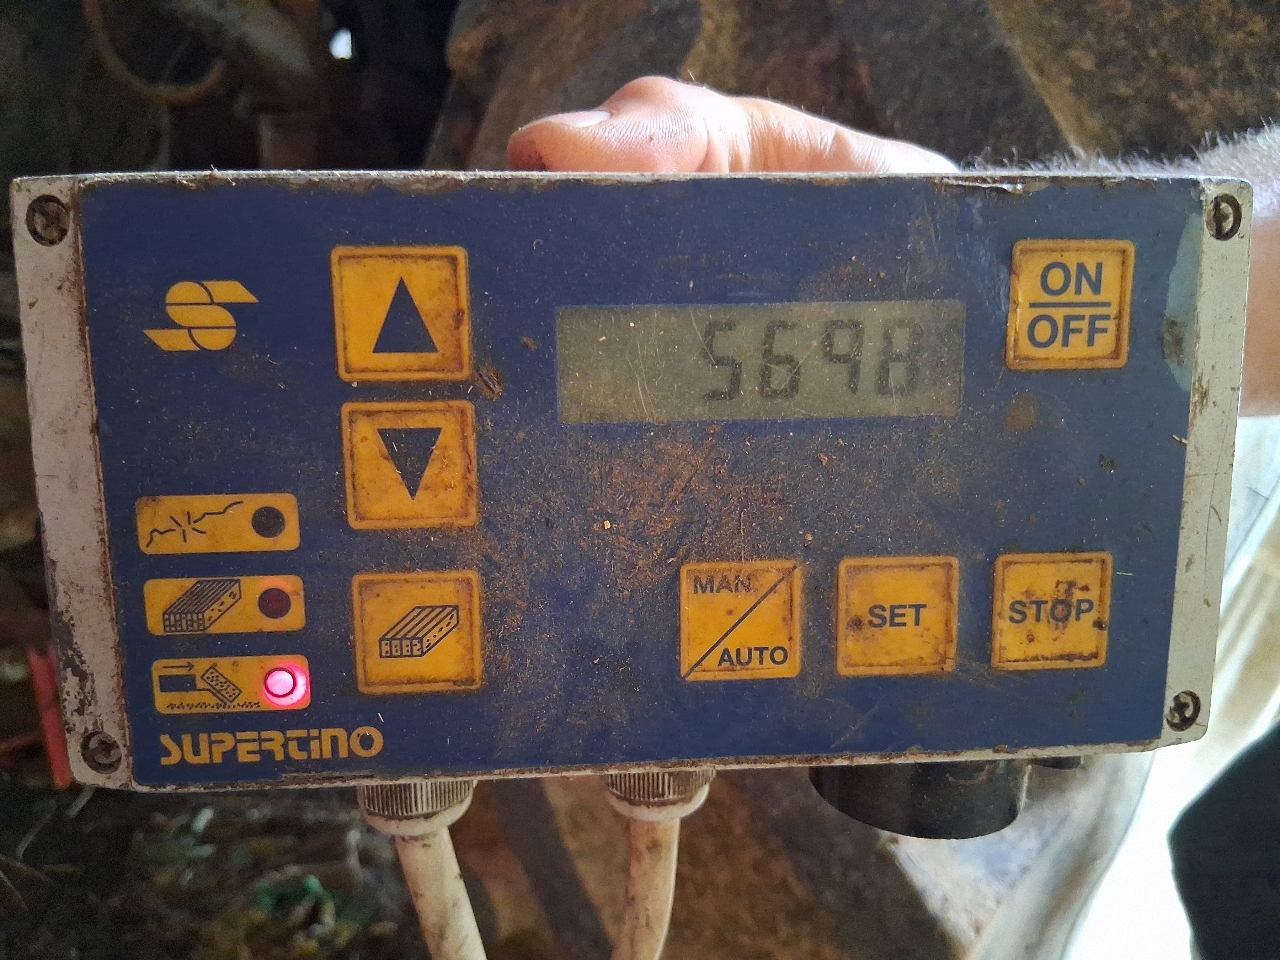 ON
OFF
5698
MAN.
AUTO
SET
STOP
SUPERTINO